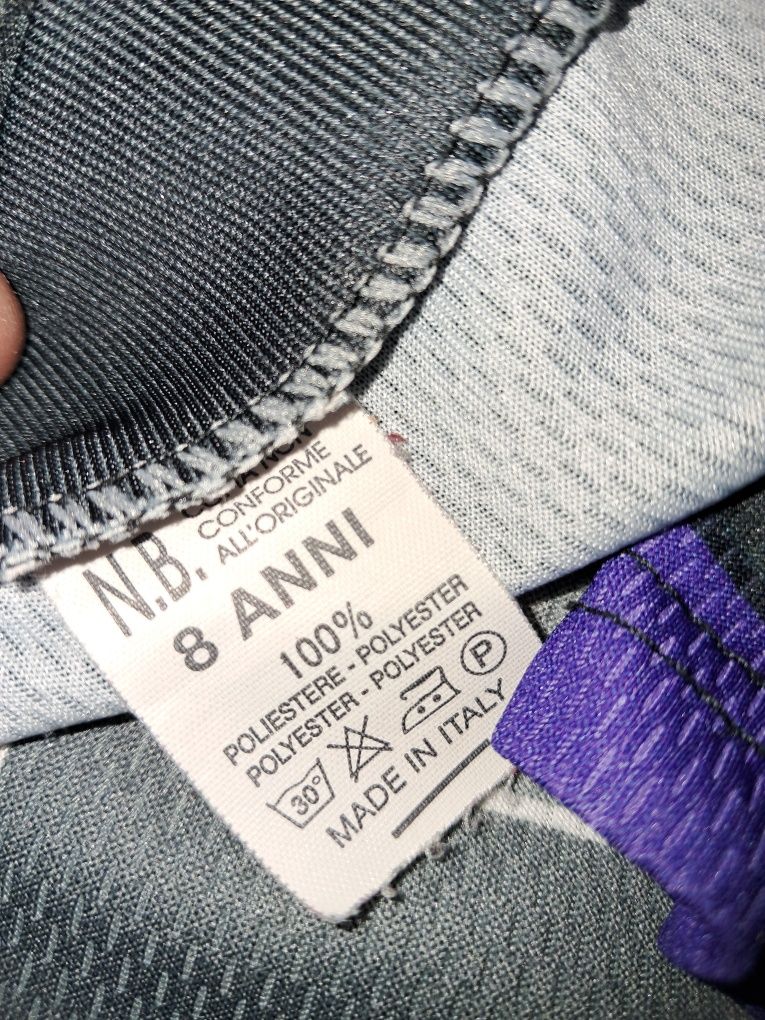 N.B.
CONFORME
ALL'ORIGINALE
8 ANNI
100%
POLIESTERE - POLYESTER
POLYESTER - POLYESTER
30° P
MADE IN ITALY